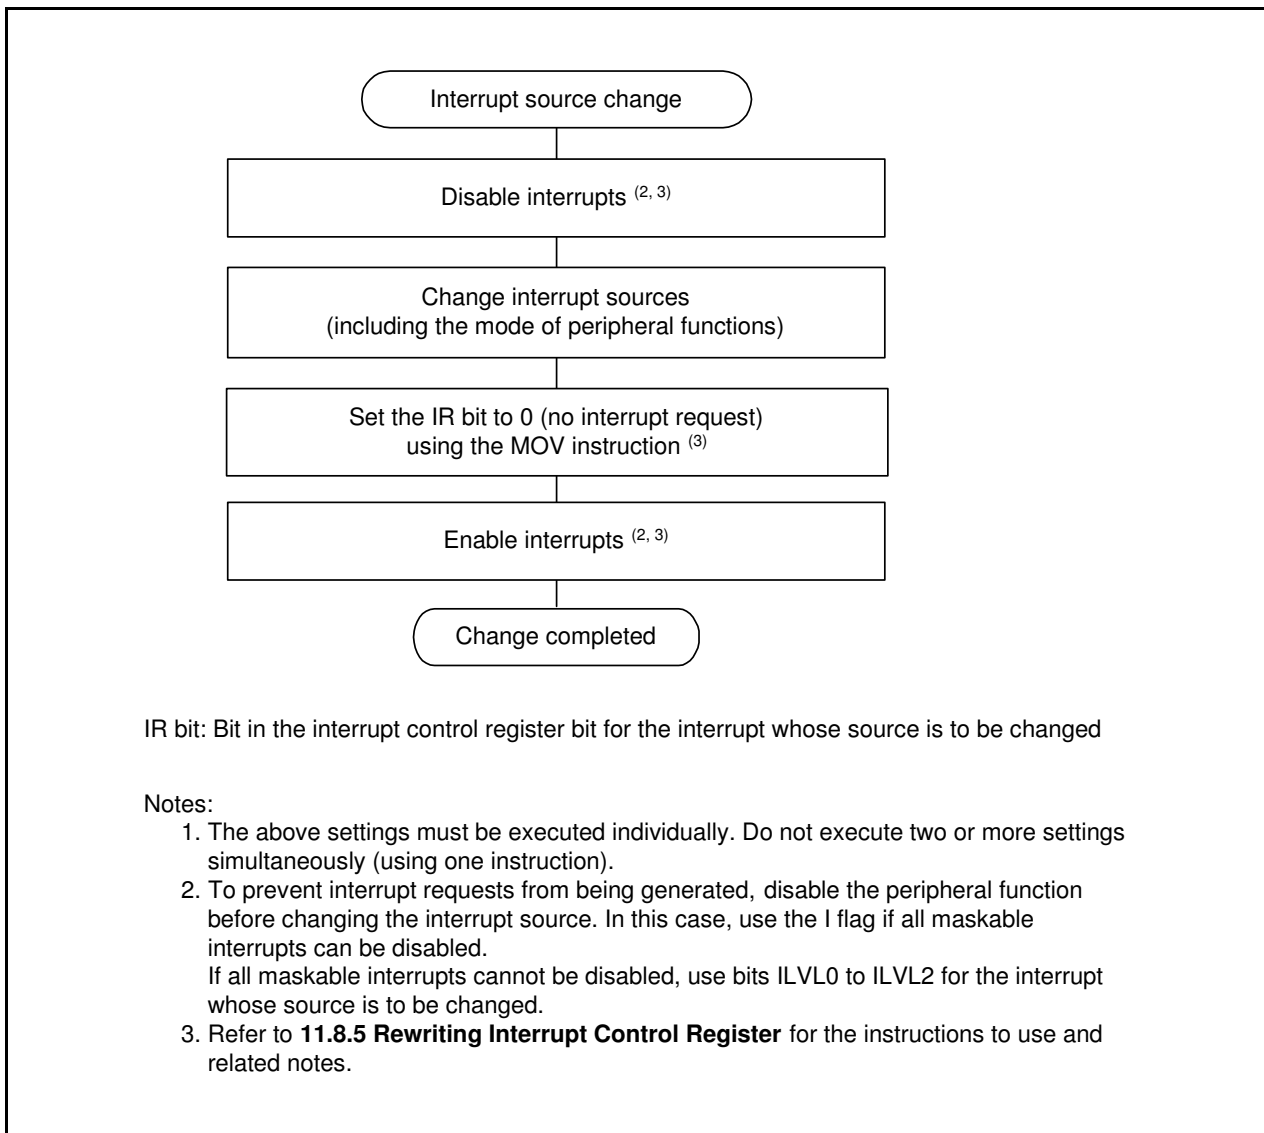 Interrupt source change
Disable interrupts (2, 3)
Change interrupt sources
(including the mode of peripheral functions)
Set the IR bit to 0 (no interrupt request)
using the MOV instruction (3)
Enable interrupts (2, 3)
Change completed
IR bit: Bit in the interrupt control register bit for the interrupt whose source is to be changed
Notes:
1. The above settings must be executed individually. Do not execute two or more settings
simultaneously (using one instruction).
2. To prevent interrupt requests from being generated, disable the peripheral function
before changing the interrupt source. In this case, use the I flag if all maskable
interrupts can be disabled.
If all maskable interrupts cannot be disabled, use bits ILVL0 to ILVL2 for the interrupt
whose source is to be changed.
3. Refer to 11.8.5 Rewriting Interrupt Control Register for the instructions to use and
related notes.